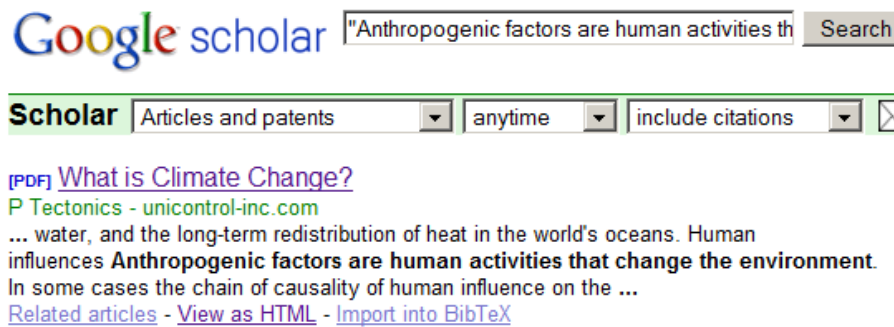 Google scholar "Anthropogenic factors are human activities th Search
Scholar Articles and patents anytime include citations
[PDF] What is Climate Change?
P Tectonics - unicontrol-inc.com
... water, and the long-term redistribution of heat in the world's oceans. Human
influences Anthropogenic factors are human activities that change the environment.
In some cases the chain of causality of human influence on the ...
Related articles - View as HTML - Import into BibTeX